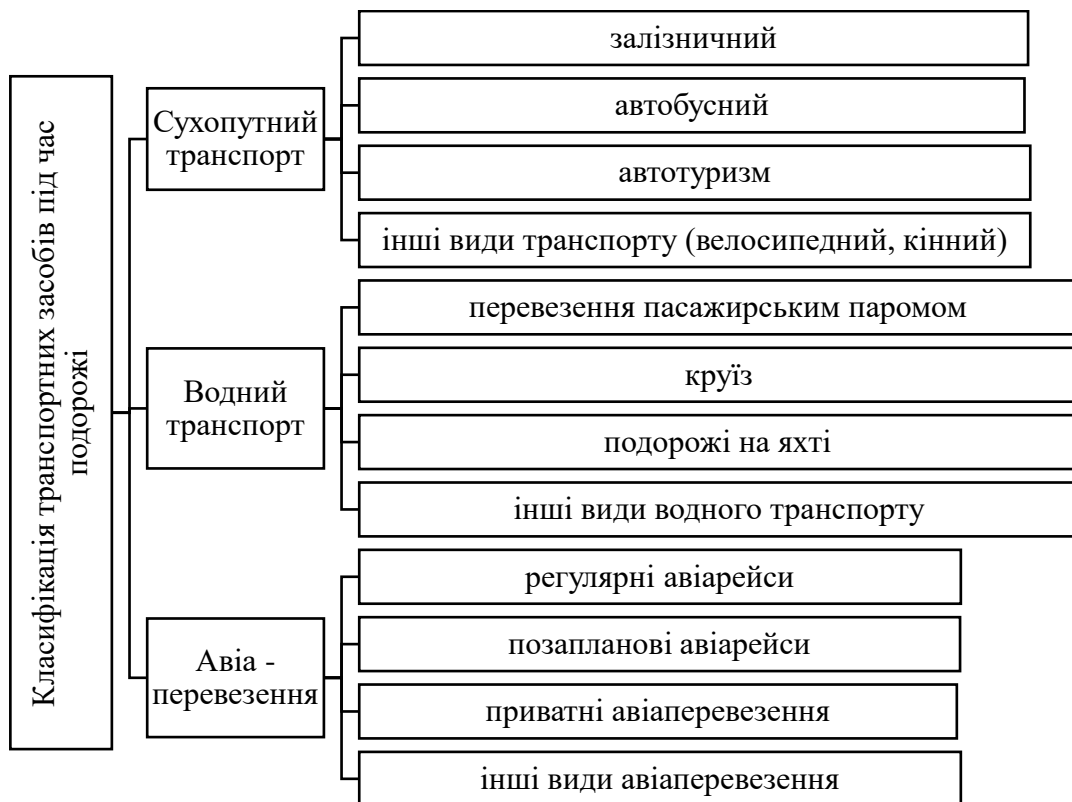 Класифікація транспортних засобів під час
подорожі
Сухопутний
транспорт
залізничний
автобусний
автотуризм
інші види транспорту (велосипедний, кінний)
Водний
транспорт
перевезення пасажирським паромом
круїз
подорожі на яхті
інші види водного транспорту
Авіа -
перевезення
регулярні авіарейси
позапланові авіарейси
приватні авіаперевезення
інші види авіаперевезення